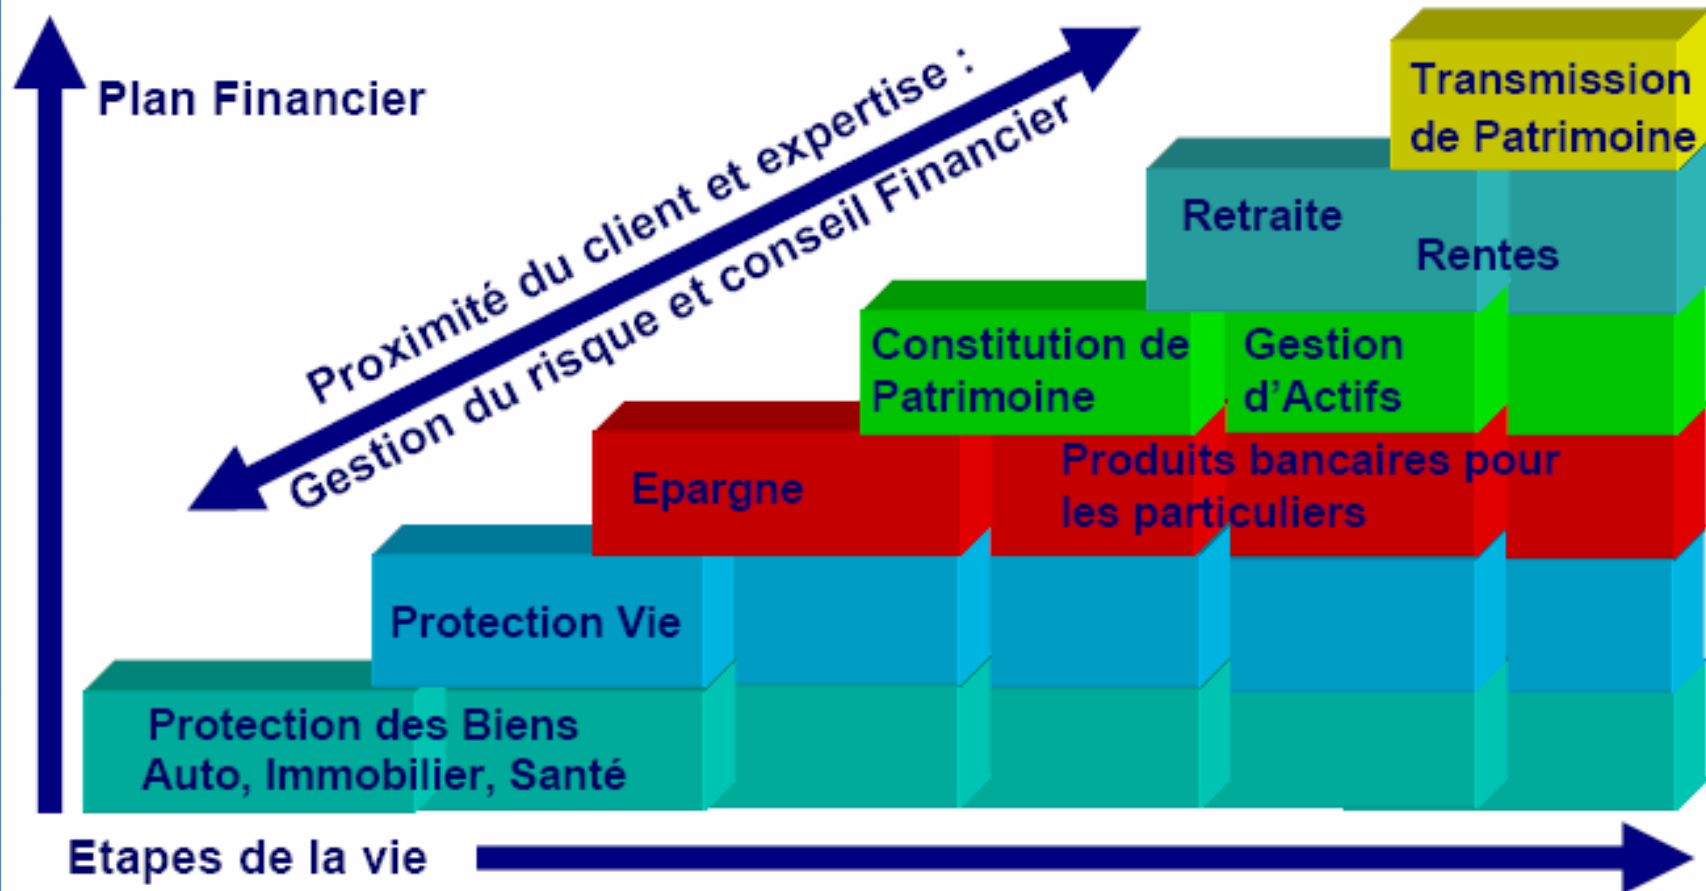 Plan Financier
Proximité du client et expertise :
Gestion du risque et conseil Financier
Transmission
de Patrimoine
Retraite
Rentes
Constitution de
Patrimoine
Gestion
d’Actifs
Epargne
Produits bancaires pour
les particuliers
Protection Vie
Protection des Biens
Auto, Immobilier, Santé
Etapes de la vie